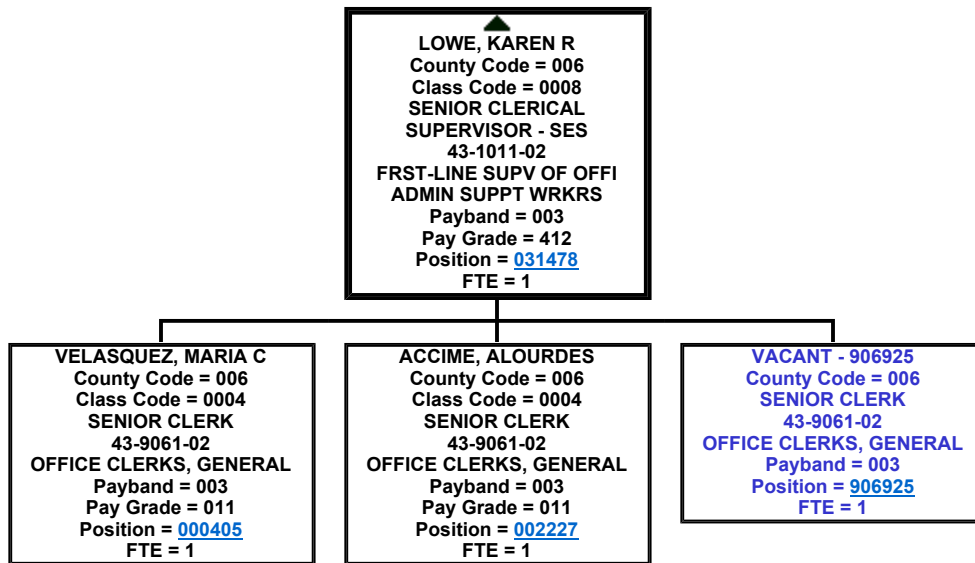 LOWE, KAREN R
County Code = 006
Class Code = 0008
SENIOR CLERICAL
SUPERVISOR - SES
43-1011-02
FRST-LINE SUPV OF OFFI
ADMIN SUPPT WRKRS
Payband = 003
Pay Grade = 412
Position = 031478
FTE = 1
VELASQUEZ, MARIA C
County Code = 006
Class Code = 0004
SENIOR CLERK
43-9061-02
OFFICE CLERKS, GENERAL
Payband = 003
Pay Grade = 011
Position = 000405
FTE = 1
ACCIME, ALOURDES
County Code = 006
Class Code = 0004
SENIOR CLERK
43-9061-02
OFFICE CLERKS, GENERAL
Payband = 003
Pay Grade = 011
Position = 002227
FTE = 1
VACANT - 906925
County Code = 006
SENIOR CLERK
43-9061-02
OFFICE CLERKS, GENERAL
Payband = 003
Position = 906925
FTE = 1